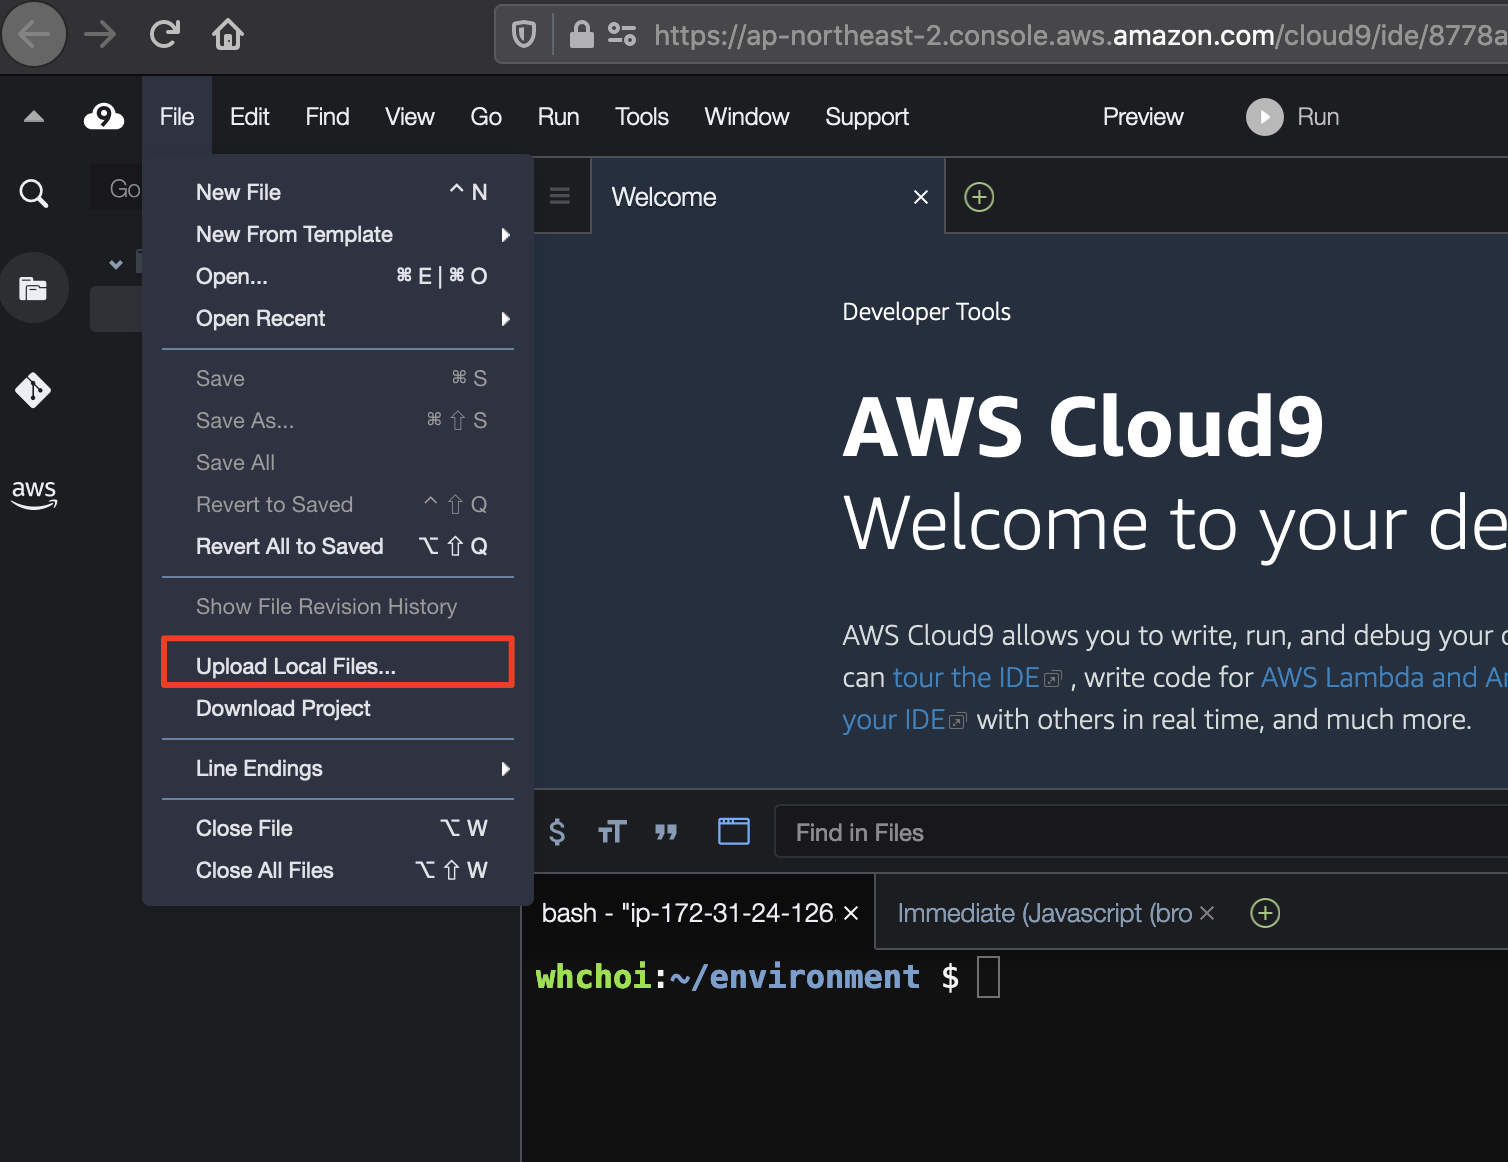 https://ap-northeast-2.console.aws.amazon.com/cloud9/ide/8778a
9 File Edit Find View Go Run Tools Window Support Preview Run
Go
New File ^ N
New From Template
Open... ⌘ E | ⌘ O
Open Recent
Save ⌘ S
Save As... ⌘ ⇧ S
Save All
Revert to Saved ^ ⇧ Q
Revert All to Saved ⌥ ⇧ Q
Show File Revision History
Upload Local Files...
Download Project
Line Endings
Close File ⌥ W
Close All Files ⌥ ⇧ W
aws
Welcome
Developer Tools
AWS Cloud9
Welcome to your de
AWS Cloud9 allows you to write, run, and debug your
can tour the IDE , write code for AWS Lambda and
your IDE with others in real time, and much more.
Find in Files
bash - "ip-172-31-24-126 Immediate (Javascript (bro
whchoi:~/environment $